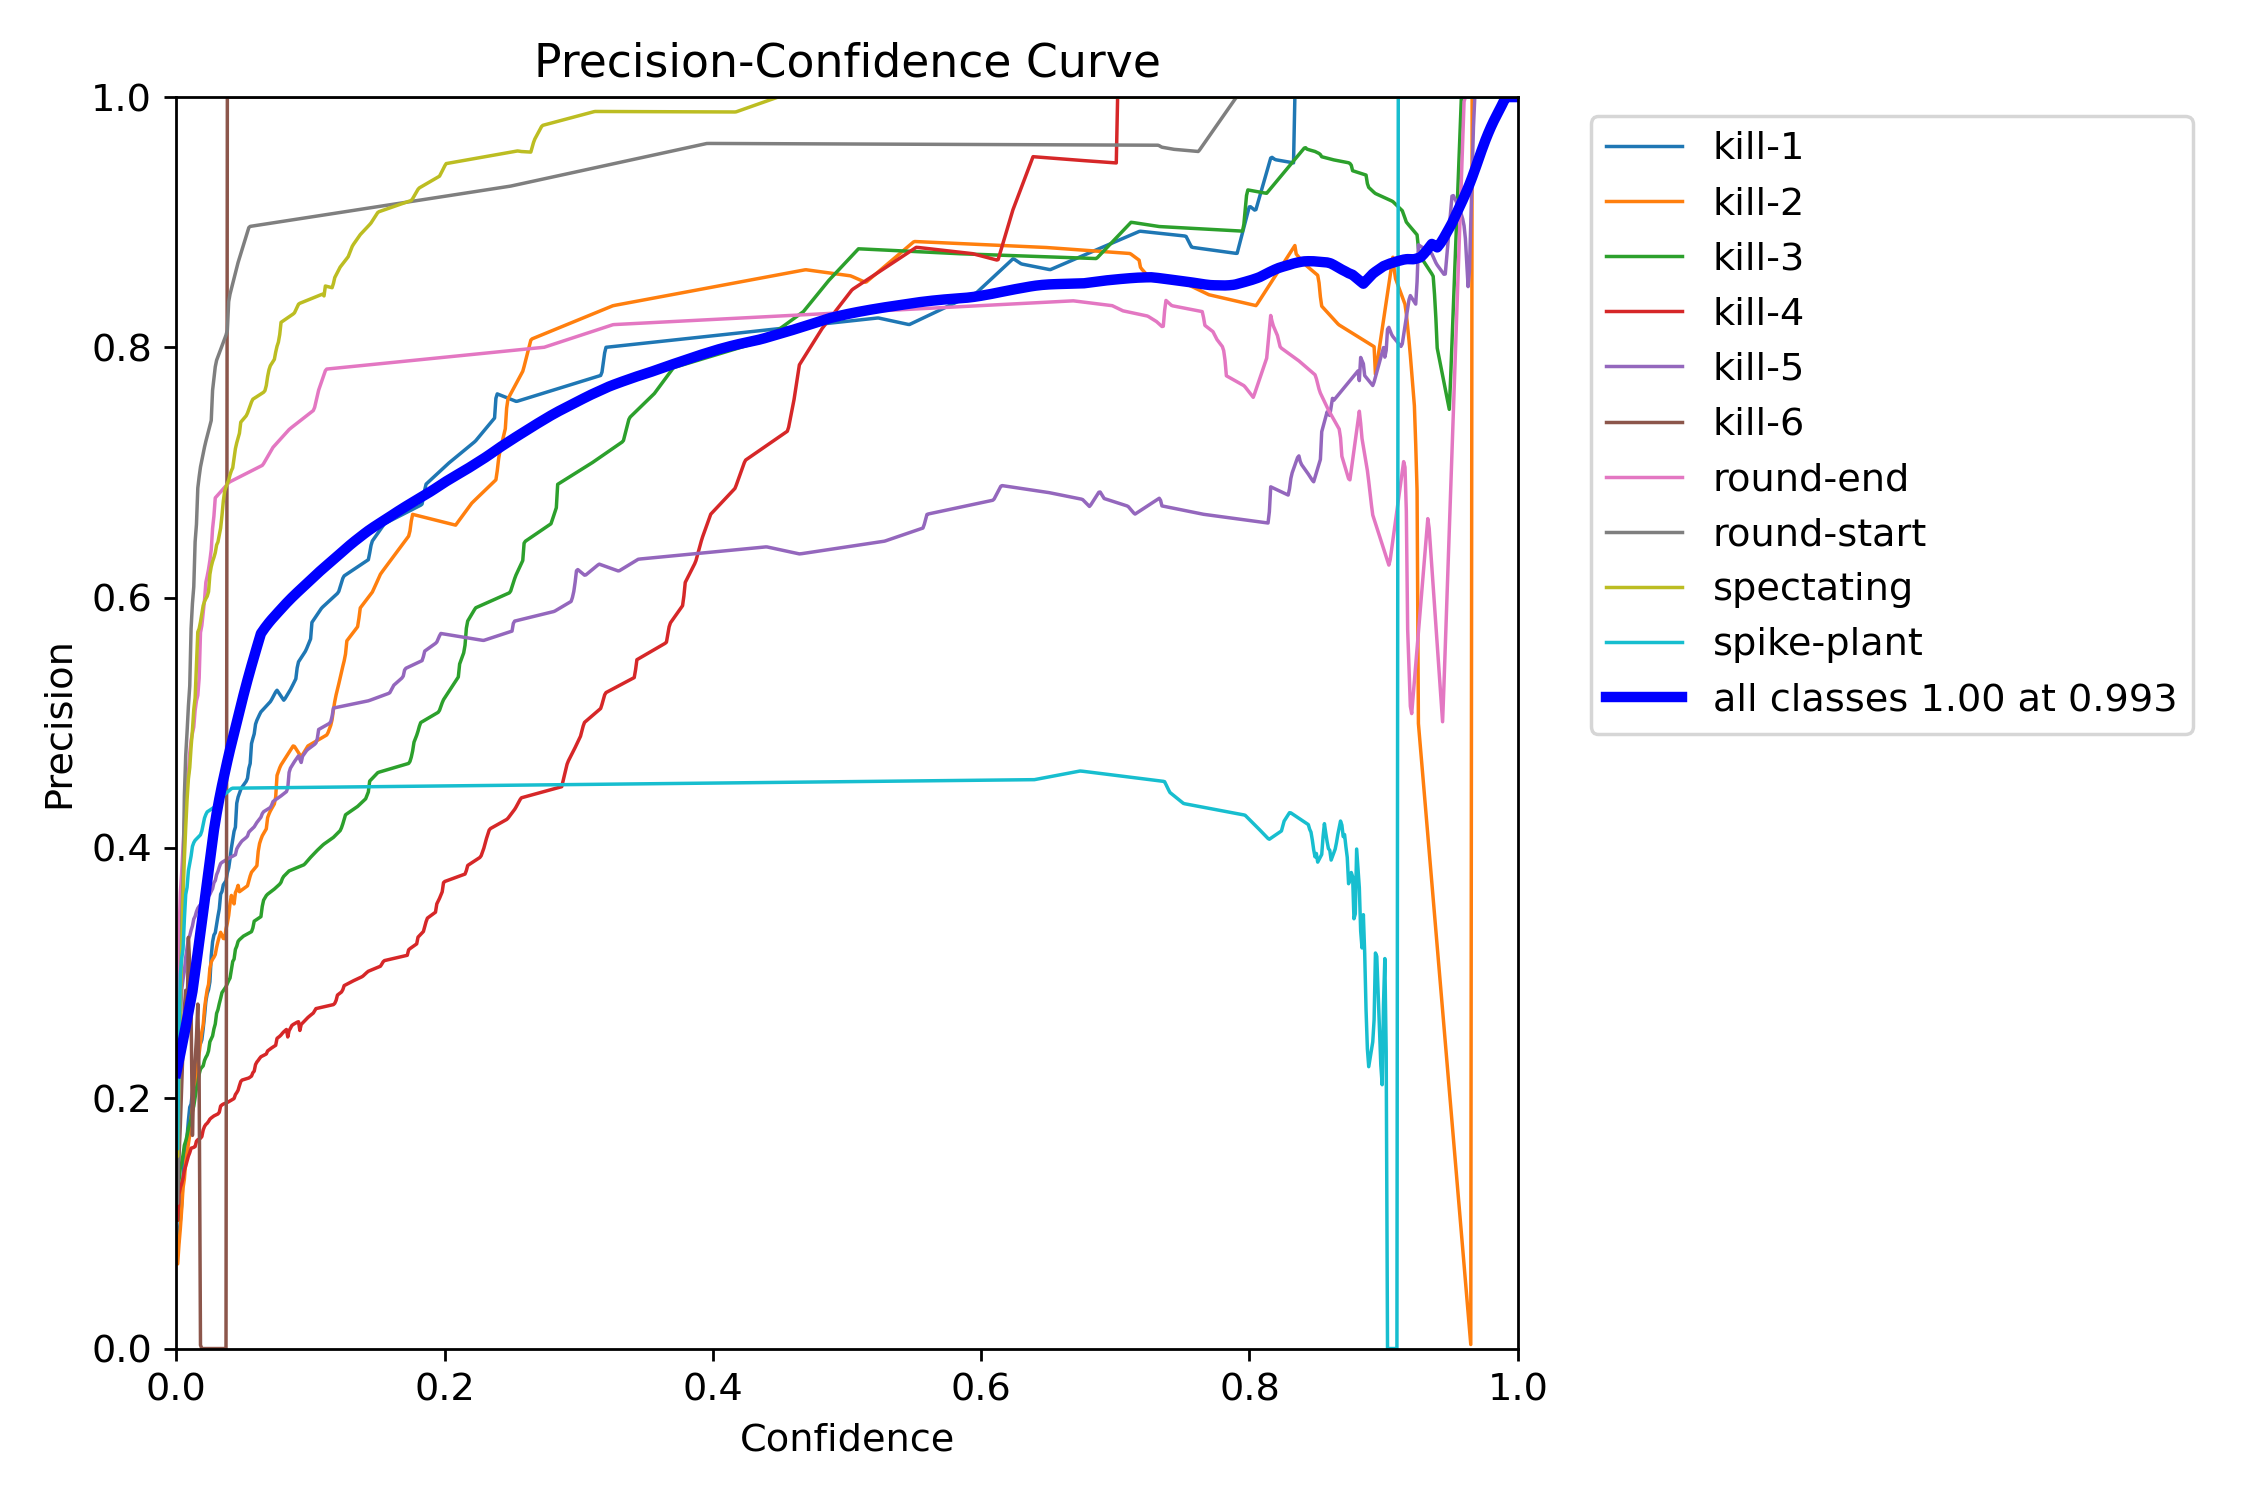 Precision-Confidence Curve
1.0
0.8
0.6
0.4
0.2
0.0
Precision
0.0 0.2 0.4 0.6 0.8 1.0
Confidence
kill-1
kill-2
kill-3
kill-4
kill-5
kill-6
round-end
round-start
spectating
spike-plant
all classes 1.00 at 0.993